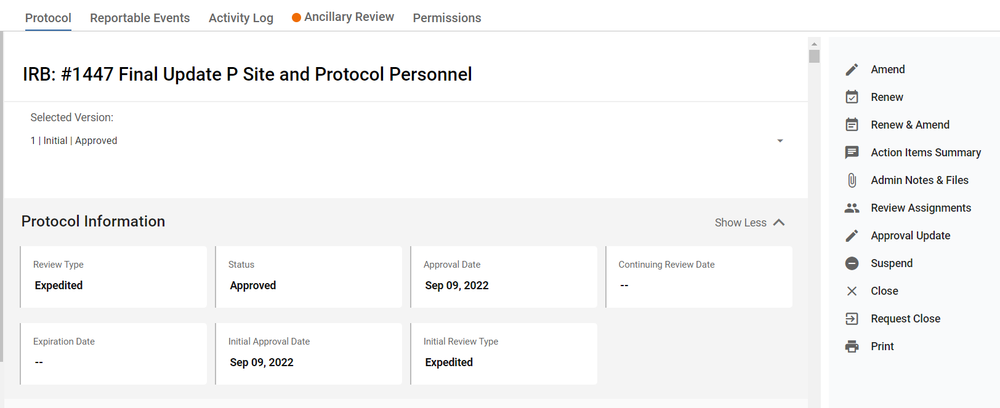 Protocol Reportable Events Activity Log Ancillary Review Permissions
IRB: #1447 Final Update P Site and Protocol Personnel
Selected Version:
1 | Initial | Approved
Protocol Information
Show Less
Review Type
Expedited
Status
Approved
Approval Date
Sep 09, 2022
Continuing Review Date
--
Expiration Date
--
Initial Approval Date
Sep 09, 2022
Initial Review Type
Expedited
Amend
Renew
Renew & Amend
Action Items Summary
Admin Notes & Files
Review Assignments
Approval Update
Suspend
Close
Request Close
Print